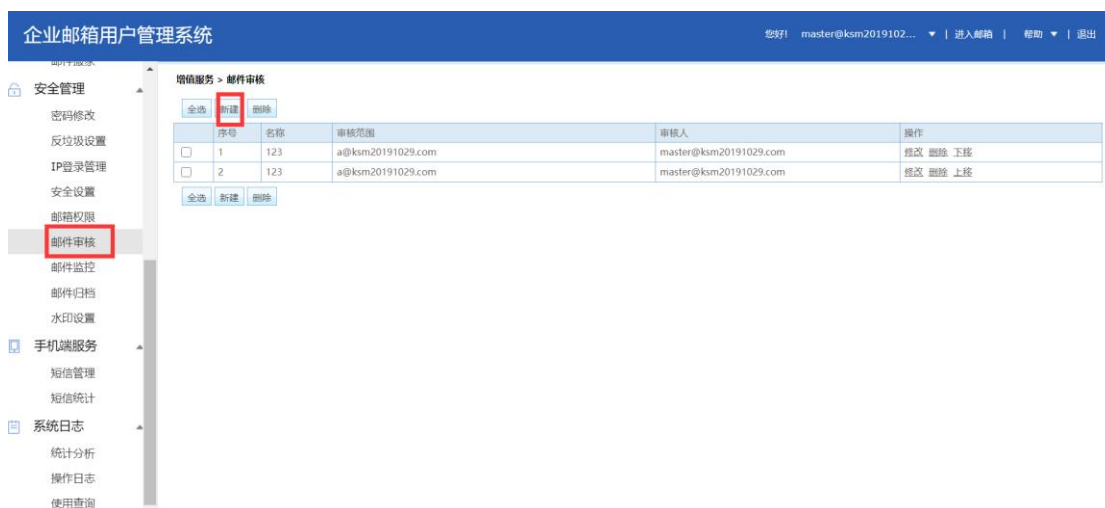 企业邮箱用户管理系统
您好! master@ksm2019102... ▼ | 进入邮箱 | 帮助 ▼ | 退出
邮件搬家
安全管理
密码修改
反垃圾设置
IP登录管理
安全设置
邮箱权限
邮件审核
邮件监控
邮件归档
水印设置
手机端服务
短信管理
短信统计
系统日志
统计分析
操作日志
使用查询
增值服务 > 邮件审核
全选 新建 删除
序号 名称 审核范围 审核人 操作
1 123 a@ksm20191029.com master@ksm20191029.com 修改 删除 下移
2 123 a@ksm20191029.com master@ksm20191029.com 修改 删除 上移
全选 新建 删除